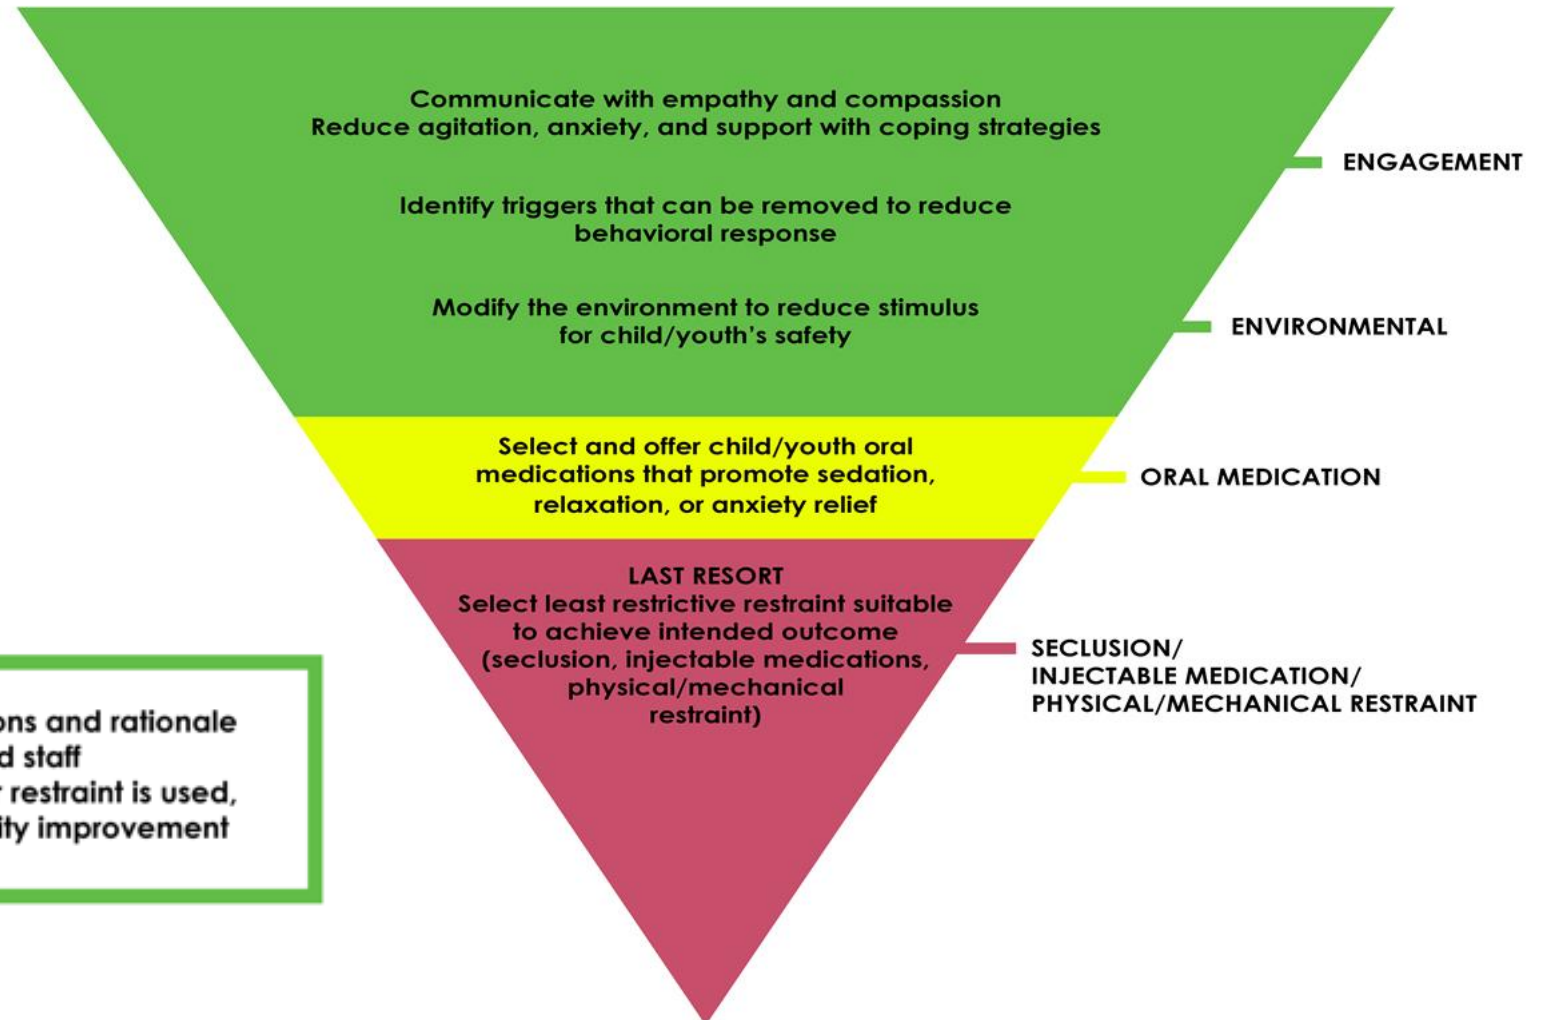 Communicate with empathy and compassion
Reduce agitation, anxiety, and support with coping strategies
ENGAGEMENT
Identify triggers that can be removed to reduce
behavioral response
Modify the environment to reduce stimulus
for child/youth's safety
ENVIRONMENTAL
Select and offer child/youth oral
medications that promote sedation,
relaxation, or anxiety relief
ORAL MEDICATION
LAST RESORT
Select least restrictive restraint suitable
to achieve intended outcome
(seclusion, injectable medications,
physical/mechanical
restraint)
SECLUSION/
INJECTABLE MEDICATION/
PHYSICAL/MECHANICAL RESTRAINT
and rationale
staff
restraint is used,
improvement